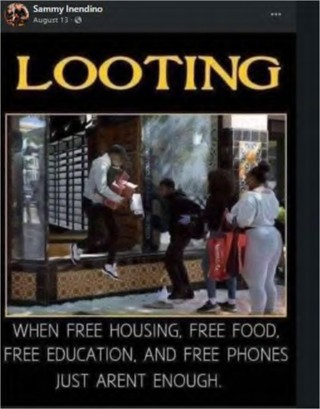 Sammy Inendino
August 13
LOOTING
WHEN FREE HOUSING, FREE FOOD,
FREE EDUCATION, AND FREE PHONES
JUST ARENT ENOUGH.